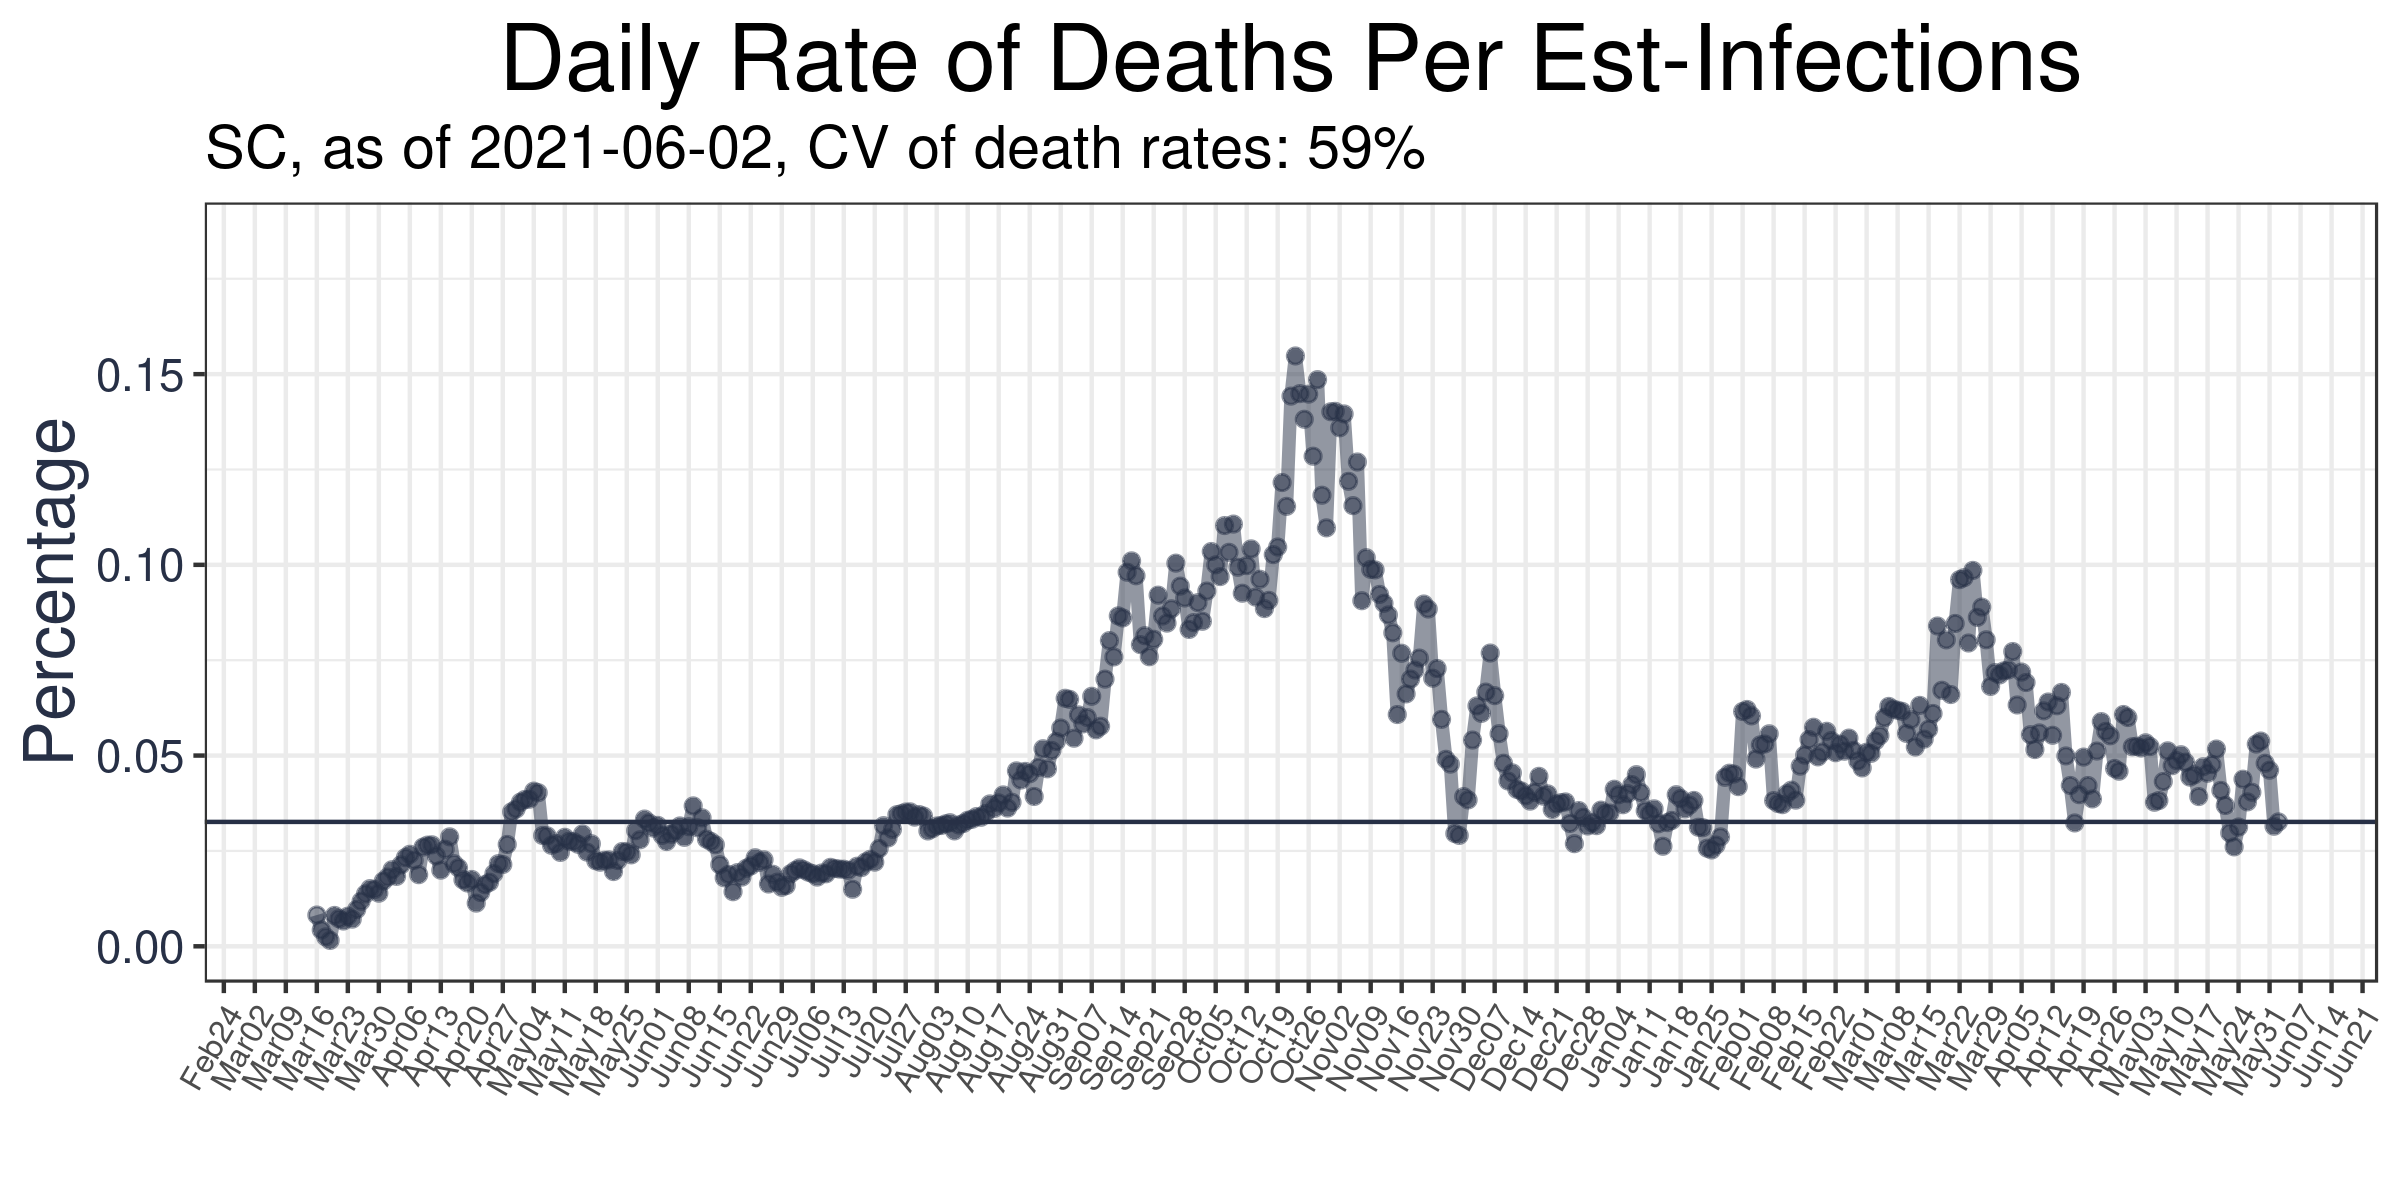 Daily Rate of Deaths Per Est-Infections
SC, as of 2021-06-02, CV of death rates: 59%
Percentage
0.15
0.10
0.05
0.00
Feb24
Mar02
Mar09
Mar16
Mar23
Mar30
Apr06
Apr13
Apr20
Apr27
May04
May11
May18
May25
Jun01
Jun08
Jun15
Jun22
Jun29
Jul06
Jul13
Jul20
Jul27
Aug03
Aug10
Aug17
Aug24
Aug31
Sep07
Sep14
Sep21
Sep28
Oct05
Oct12
Oct19
Oct26
Nov02
Nov09
Nov16
Nov23
Nov30
Dec07
Dec14
Dec21
Dec28
Jan04
Jan11
Jan18
Jan25
Feb01
Feb08
Feb15
Feb22
Mar01
Mar08
Mar15
Mar22
Mar29
Apr05
Apr12
Apr19
Apr26
May03
May10
May17
May24
May31
Jun07
Jun14
Jun21